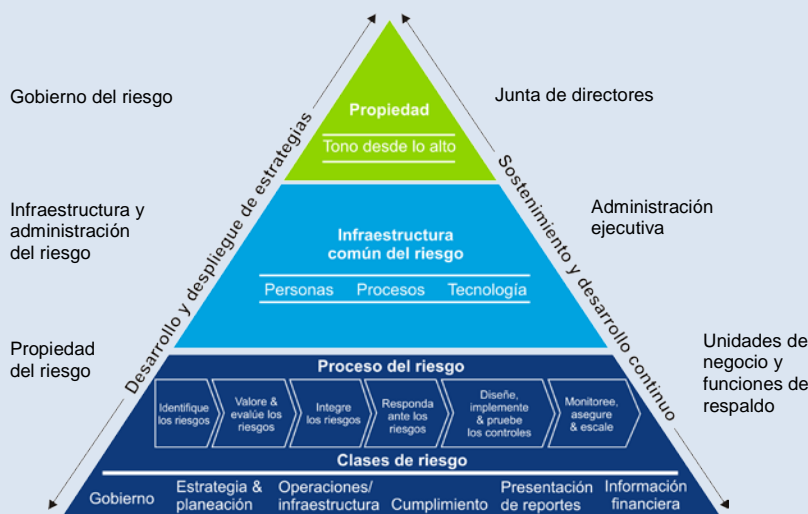 Gobierno del riesgo
Junta de directores
Propiedad
Tono desde lo alto
Desarrollo y despliegue de estrategias
Sostenimiento y desarrollo continuo
Infraestructura y
administración
del riesgo
Administración
ejecutiva
Infraestructura
común del riesgo
Personas Procesos Tecnología
Propiedad
del riesgo
Unidades de
negocio y
funciones de
respaldo
Proceso del riesgo
Identifique
los riesgos
Valore &
evalúe los
riesgos
Integre
los riesgos
Responda
ante los
riesgos
Diseñe,
implemente
& pruebe
los controles
Monitoree,
asegure
& escale
Clases de riesgo
Gobierno
Estrategia &
planeación
Operaciones/
infraestructura
Cumplimiento
Presentación
de reportes
Información
financiera